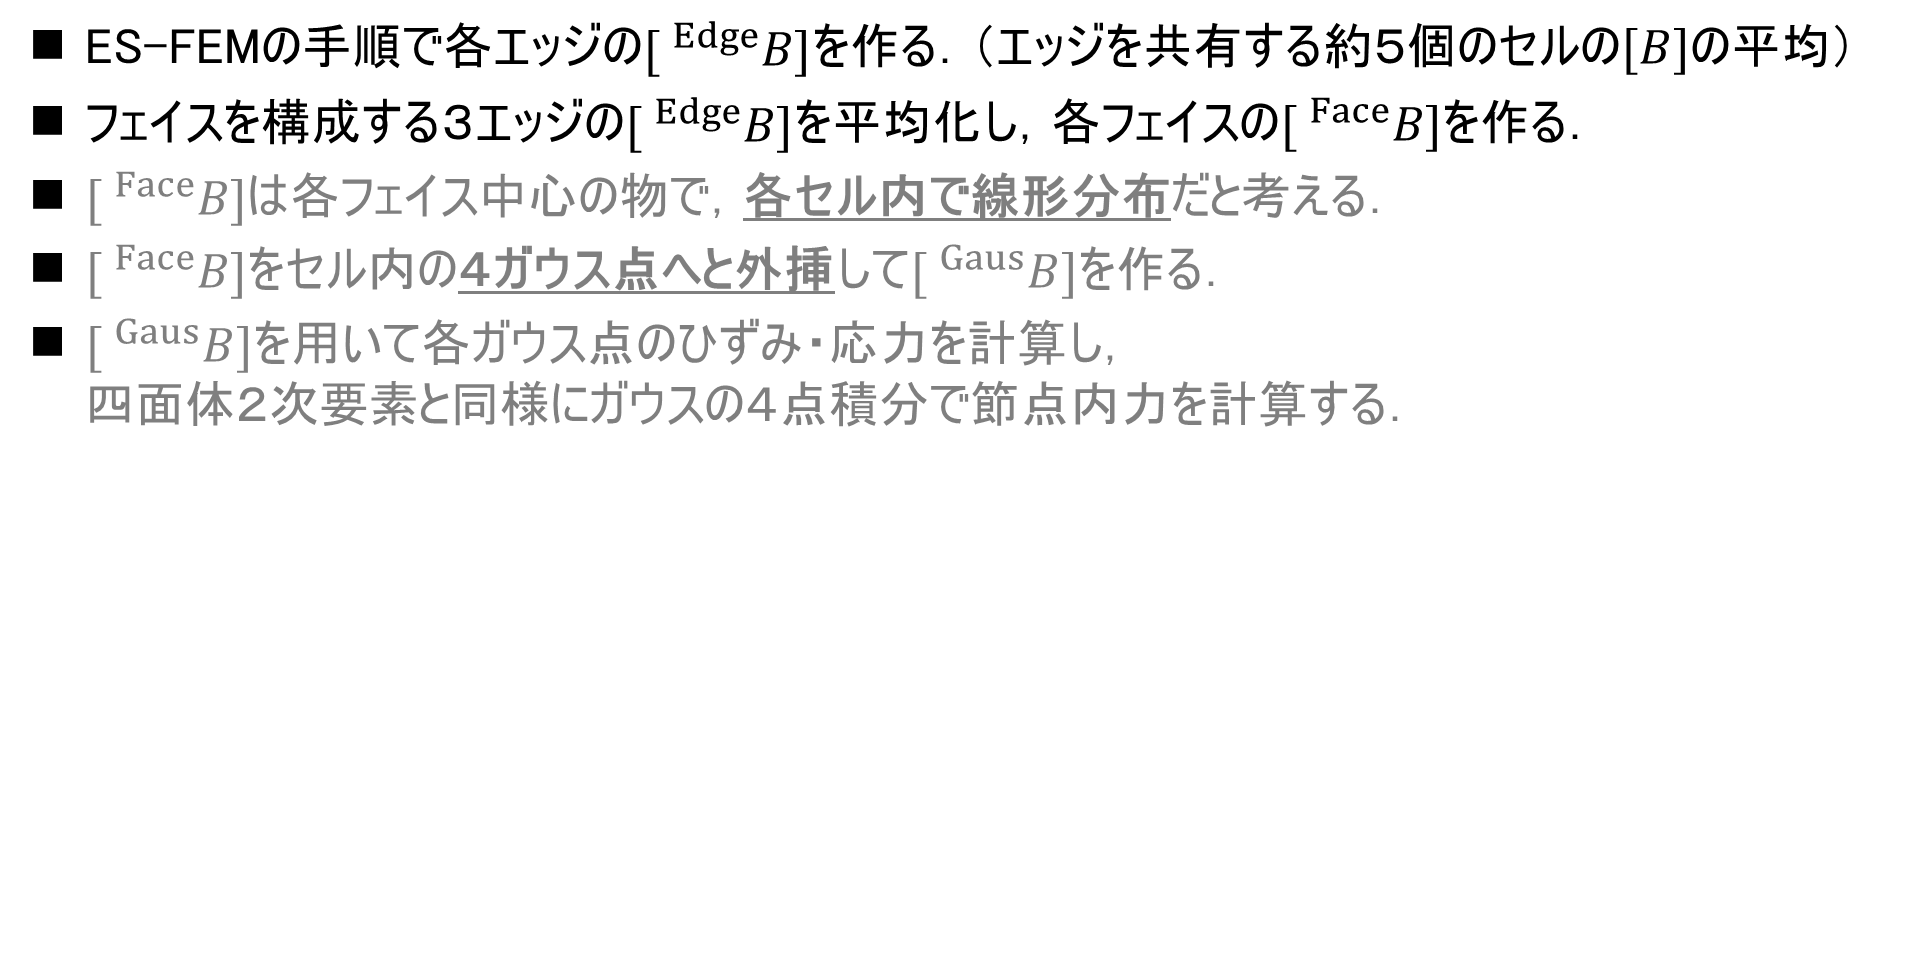 ■ ES-FEMの手順で各エッジの[ ᴱᵈᵍᵉB]を作る．（エッジを共有する約５個のセルの[B]の平均）
■ フェイスを構成する３エッジの[ ᴱᵈᵍᵉB]を平均化し，各フェイスの[ ᶠᵃᶜᵉB]を作る．
■ [ ᶠᵃᶜᵉB]は各フェイス中心の物で，各セル内で線形分布だと考える．
■ [ ᶠᵃᶜᵉB]をセル内の４ガウス点へと外挿して[ ᴳᵃᵘˢB]を作る．
■ [ ᴳᵃᵘˢB]を用いて各ガウス点のひずみ・応力を計算し，
四面体２次要素と同様にガウスの４点積分で節点内力を計算する．